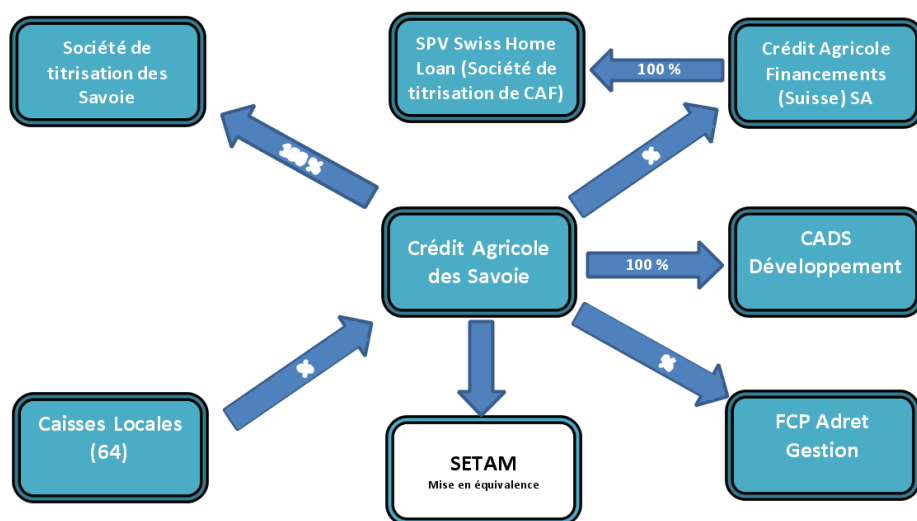 Société de
titrisation des
Savoie
SPV Swiss Home
Loan (Société de
titrisation de CAF)
100 %
Crédit Agricole
Financements
(Suisse) SA
%
Crédit Agricole
des Savoie
100 %
CADS
Développement
Caisses Locales
(64)
SETAM
Mise en équivalence
FCP Adret
Gestion